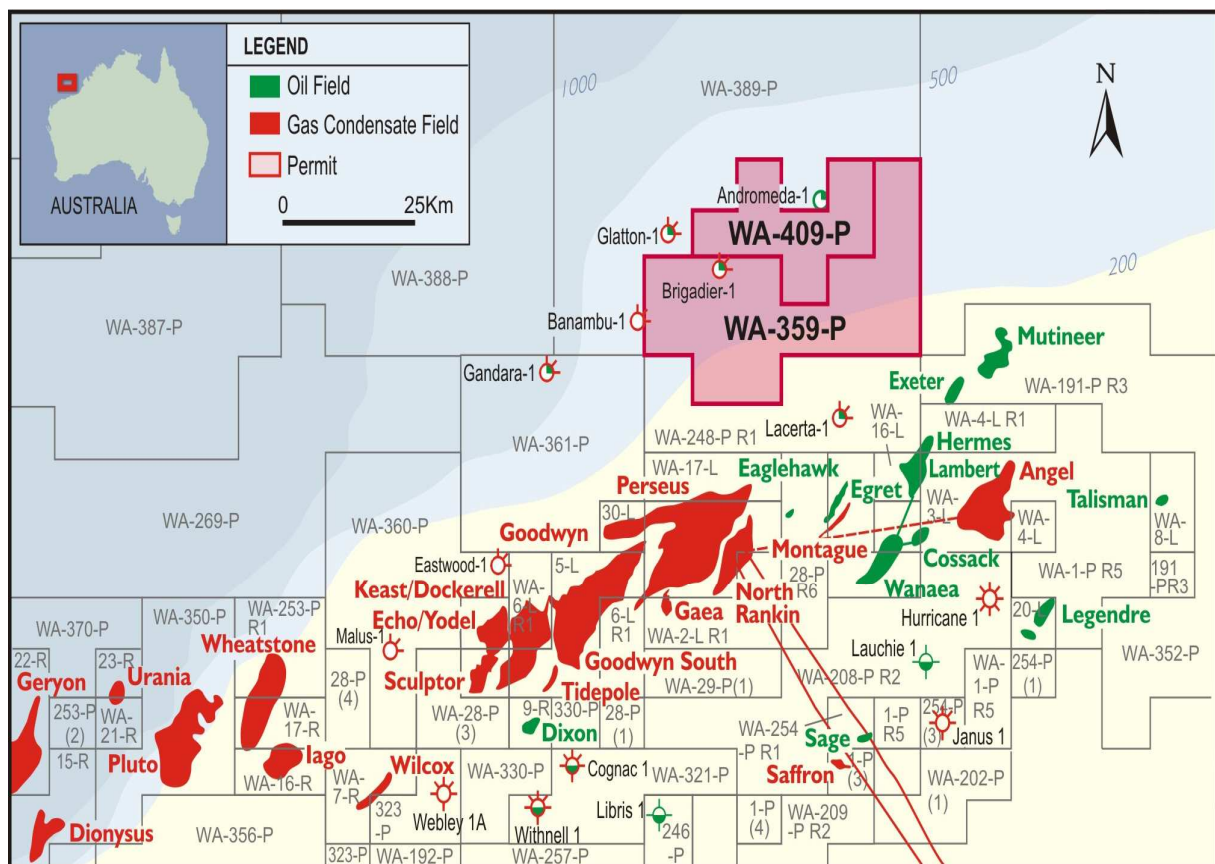 LEGEND
Oil Field
Gas Condensate Field
Permit
0 25Km
AUSTRALIA
N
1000
500
200
WA-389-P
Andromeda-1
Glatton-1
WA-409-P
Brigadier-1
WA-388-P
WA-387-P
Banambu-1
WA-359-P
Mutineer
Gandara-1
Exeter
WA-191-P R3
WA-361-P
WA-248-P R1
Lacerta-1
WA-
16-L
WA-4-L R1
Hermes
Lambert
Angel
WA-17-L
Eaglehawk
Egret
Perseus
WA-
3-L
Talisman
WA-269-P
WA-360-P
30-L
Goodwyn
WA-
4-L
WA-
8-L
Montague
Cossack
Eastwood-1
5-L
Keast/Dockerell
WA-
6-L
R1
28-P
R6
Wanaea
WA-1-P R5
191
-PR3
North
Rankin
Hurricane 1
WA-350-P
WA-253-P
R1
Echo/Yodel
6-L
R1
Gaea
WA-2-L R1
20-L
Legendre
WA-370-P
Malus-1
Wheatstone
Lauchie 1
WA-352-P
22-R
23-R
Geryon
Urania
Goodwyn South
28-P
(4)
Sculptor
Tidepole
WA-29-P(1)
WA-208-P R2
WA-
1-P
R5
254-P
(1)
253-P
(2)
WA-
21-R
WA-
17-R
WA-28-P
(3)
9-R
330-P
28-P
(1)
Dixon
WA-254
-P R1
1-P
R5
254-P
(3)
Janus 1
Sage
15-R
Pluto
Iago
WA-16-R
WA-
7-R
Wilcox
WA-330-P
Cognac 1
WA-321-P
Saffron
1-P
(3)
WA-202-P
(1)
323
-P
Webley 1A
Withnell 1
Libris 1
246
-P
1-P
(4)
WA-209
-P R2
Dionysus
WA-356-P
323-P
WA-192-P
WA-257-P